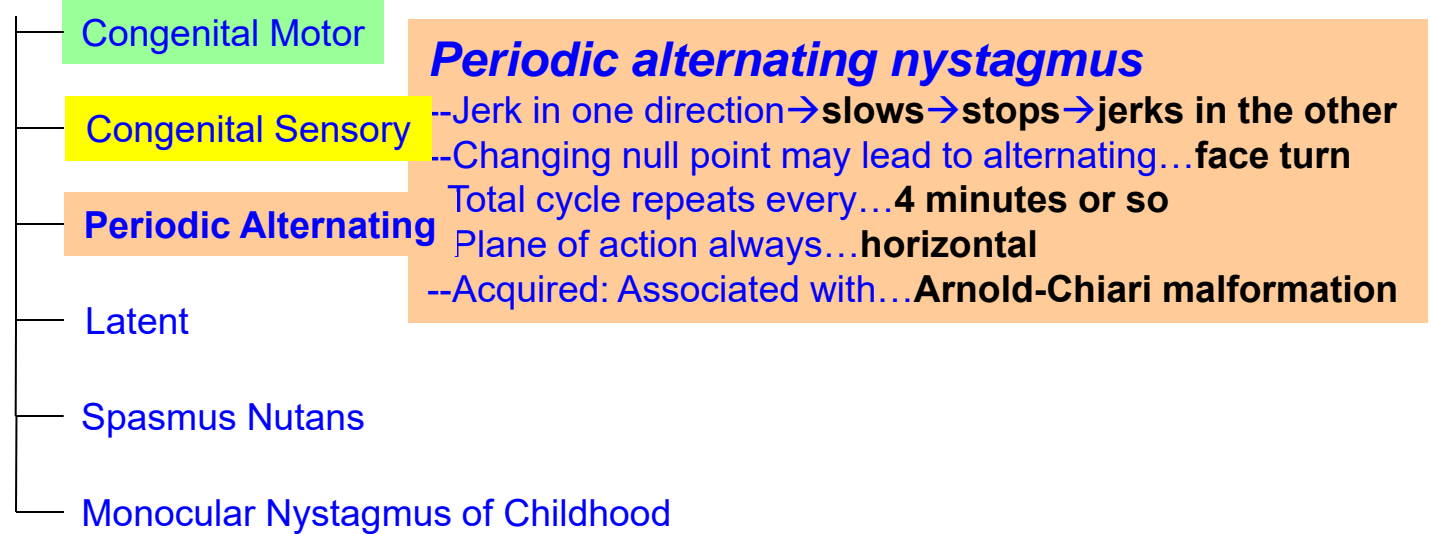 Congenital Motor
Congenital Sensory
Periodic Alternating
Latent
Spasmus Nutans
Monocular Nystagmus of Childhood
Periodic alternating nystagmus
--Jerk in one direction→slows→stops→jerks in the other
--Changing null point may lead to alternating…face turn
Total cycle repeats every…4 minutes or so
Plane of action always…horizontal
--Acquired: Associated with…Arnold-Chiari malformation